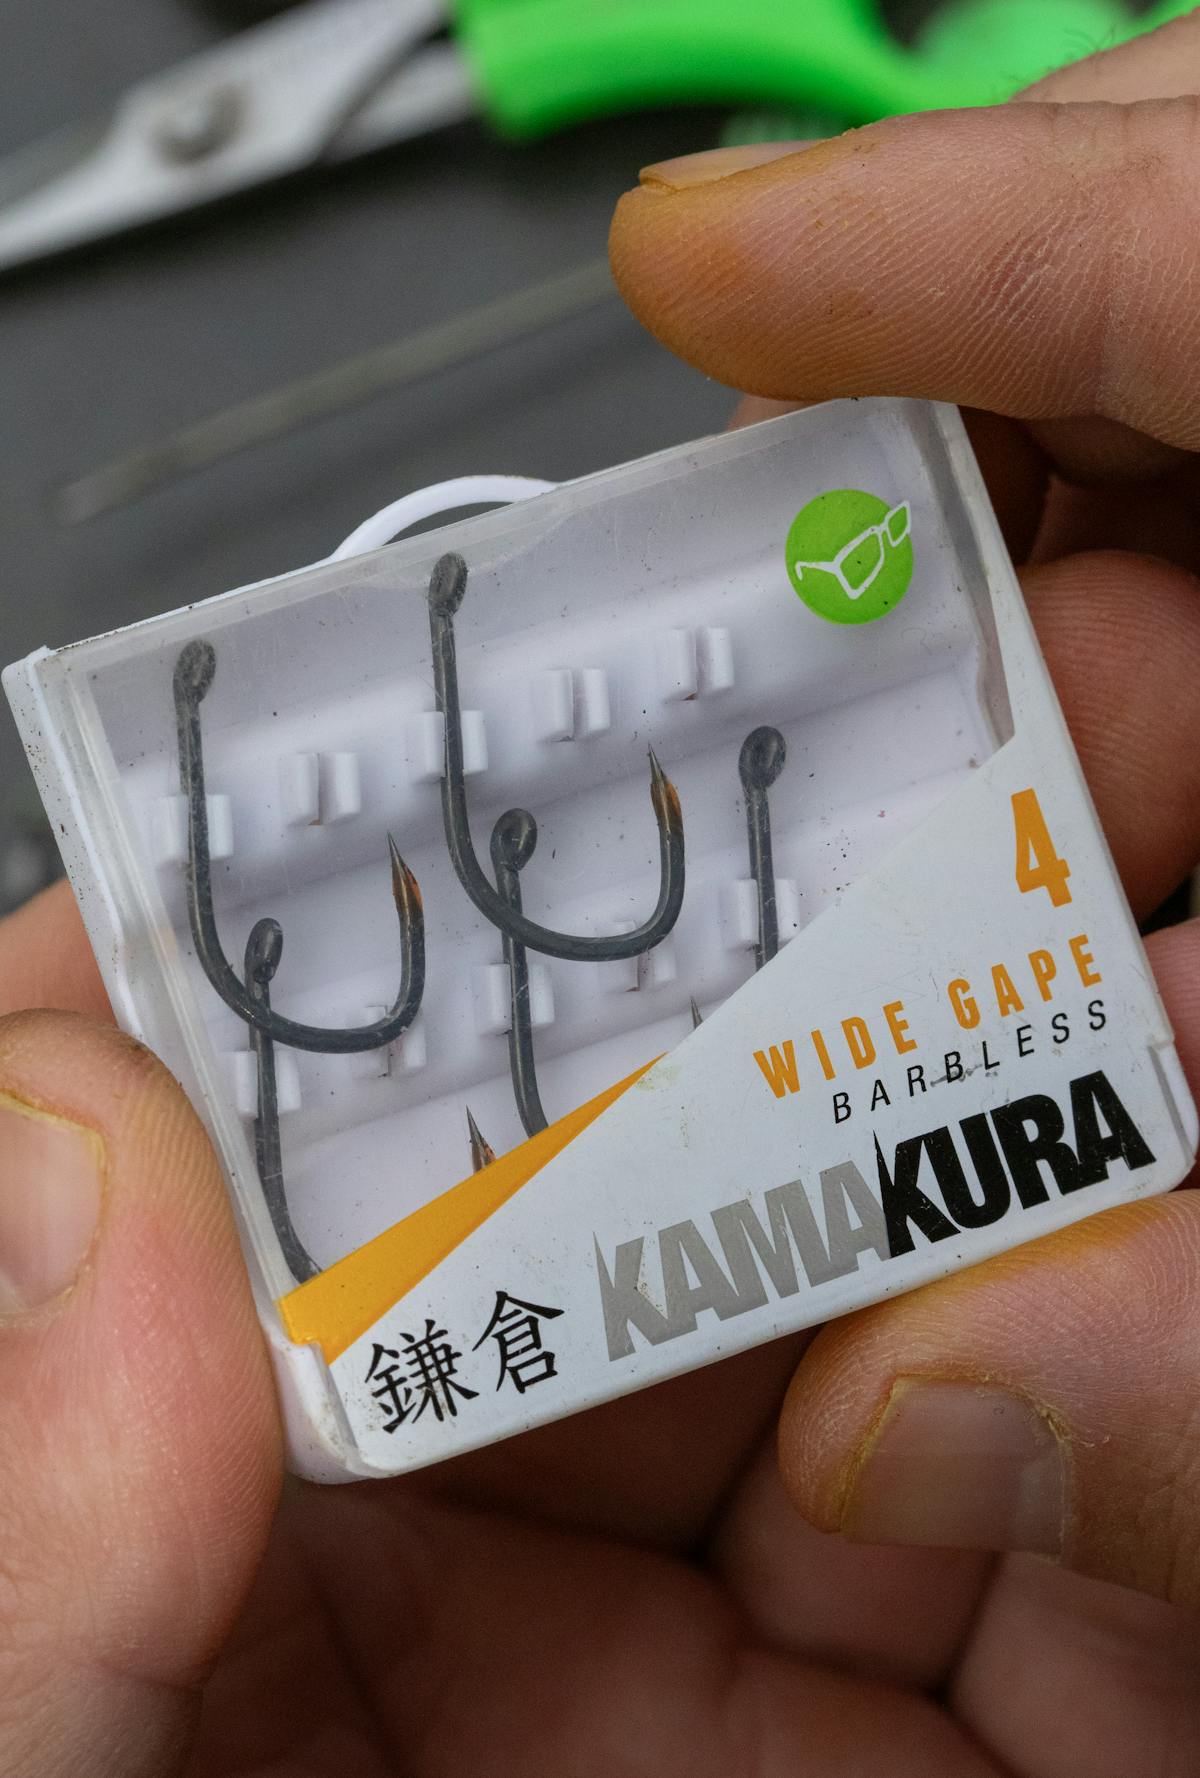 4
WIDE GAPE
BARBLESS
KAMAKURA
鎌倉